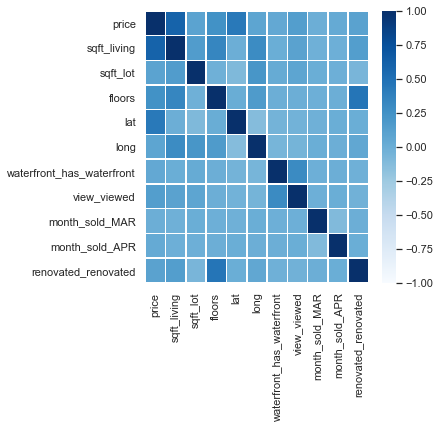 price
sqft_living
sqft_lot
floors
lat
long
waterfront_has_waterfront
view_viewed
month_sold_MAR
month_sold_APR
renovated_renovated
price
sqft_living
sqft_lot
floors
lat
long
waterfront_has_waterfront
view_viewed
month_sold_MAR
month_sold_APR
renovated_renovated
1.00
0.75
0.50
0.25
0.00
−0.25
−0.50
−0.75
−1.00